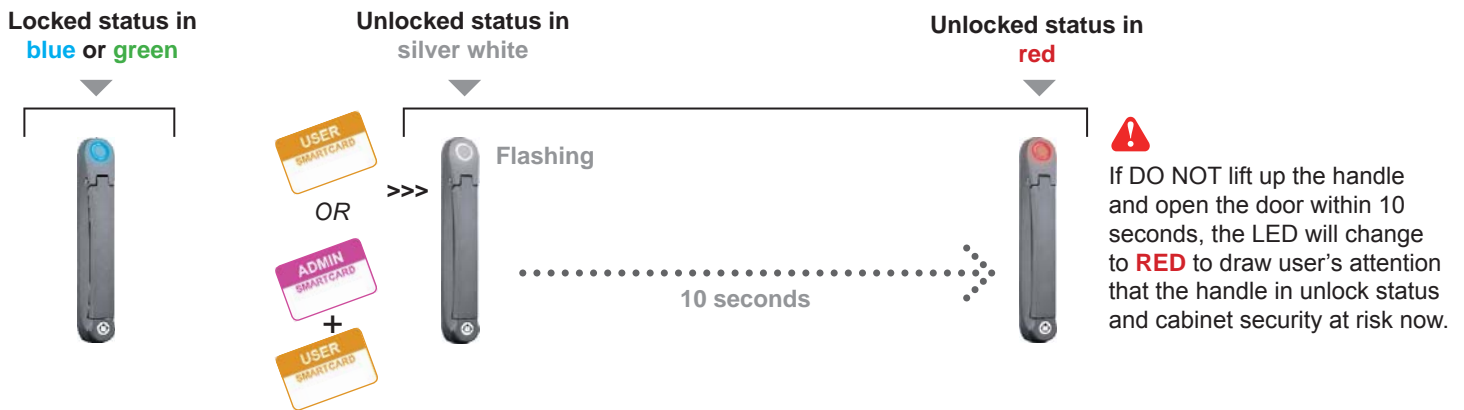 Locked status in
blue or green
Unlocked status in
silver white
Unlocked status in
red
USER
SMARTCARD
OR
ADMIN
SMARTCARD
+
USER
SMARTCARD
>>>
Flashing
10 seconds
If DO NOT lift up the handle
and open the door within 10
seconds, the LED will change
to RED to draw user’s attention
that the handle in unlock status
and cabinet security at risk now.